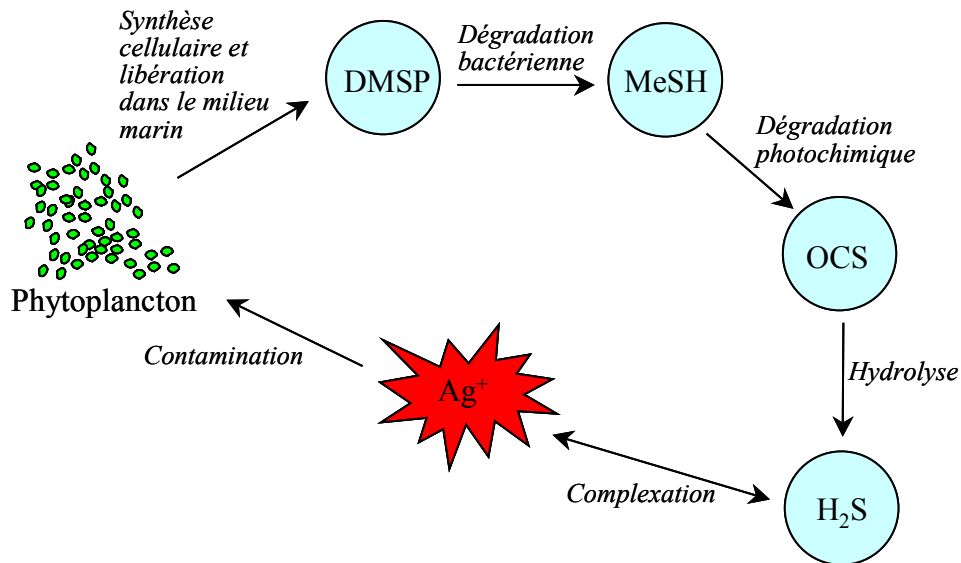 Synthèse
cellulaire et
libération
dans le milieu
marin
DMSP
Dégradation
bactérienne
MeSH
Dégradation
photochimique
OCS
Hydrolyse
H₂S
Complexation
Ag⁺
Contamination
Phytoplancton